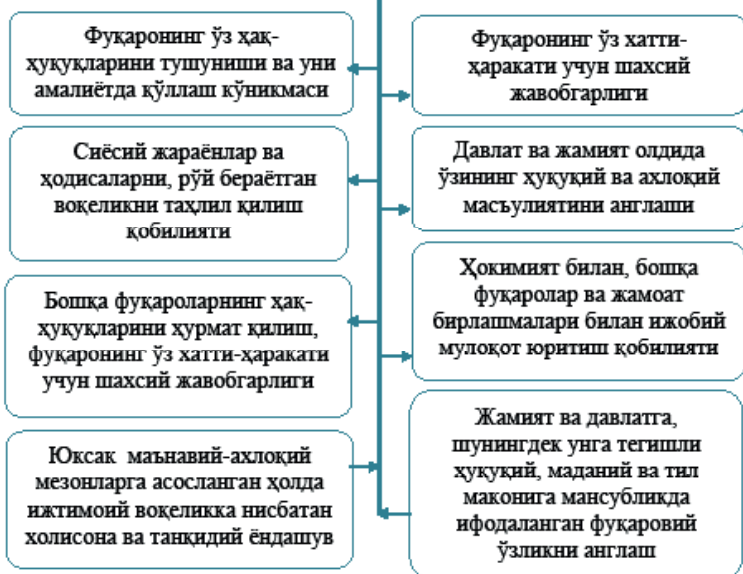 Фуқаронинг ўз ҳақ-
ҳуқуқларини тушуниши ва уни
амалиётда қўллаш кўникмаси
Фуқаронинг ўз хатти-
ҳаракати учун шахсий
жавобгарлиги
Сиёсий жараёнлар ва
ҳодисаларни, рўй бераётган
воқеликни таҳлил қилиш
қобилияти
Давлат ва жамият олдида
ўзининг ҳуқуқий ва ахлоқий
масъулиятини англаши
Бошқа фуқароларнинг ҳақ-
ҳуқуқларини ҳурмат қилиш,
фуқаронинг ўз хатти-ҳаракати
учун шахсий жавобгарлиги
Ҳокимият билан, бошқа
фуқаролар ва жамоат
бирлашмалари билан ижобий
мулоқот юритиш қобилияти
Юксак маънавий-ахлоқий
мезонларга асосланган ҳолда
ижтимоий воқеликка нисбатан
холисона ва танқидий ёндашув
Жамият ва давлатга,
шунингдек унга тегишли
ҳуқуқий, маданий ва тил
маконига мансубликда
ифодаланган фуқаровий
ўзликни англаш